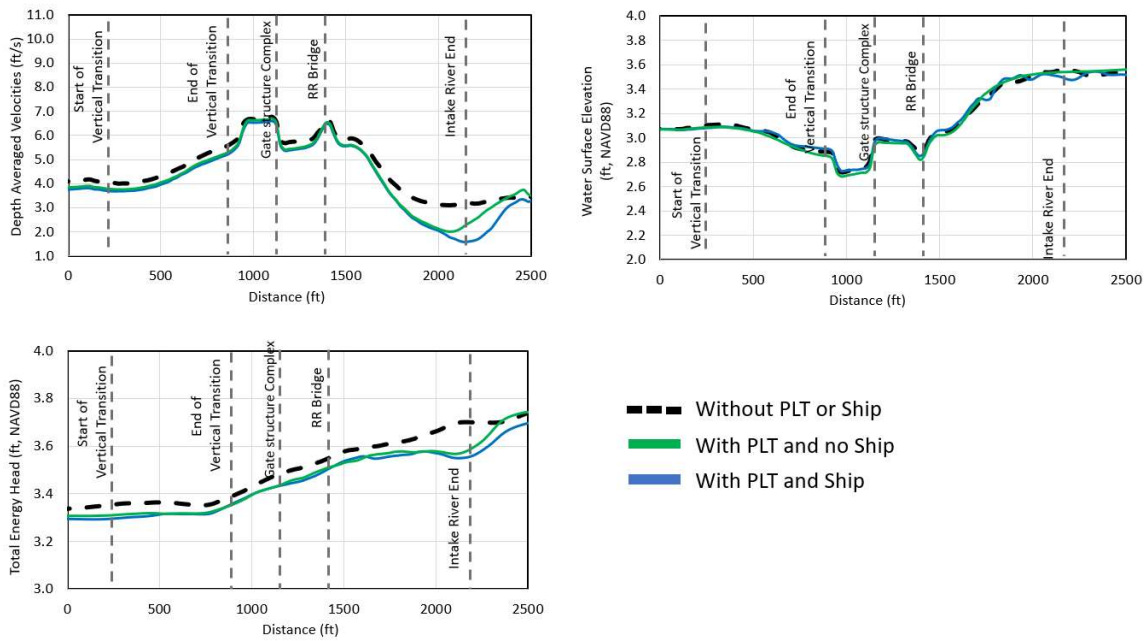 Depth Averaged Velocities (ft/s)
11.0
10.0
9.0
8.0
7.0
6.0
5.0
4.0
3.0
2.0
1.0
Start of
Vertical Transition
End of
Vertical Transition
Gate structure Complex
RR Bridge
Intake River End
0
500
1000
1500
2000
2500
Distance (ft)
Water Surface Elevation
(ft, NAVD88)
4.0
3.8
3.6
3.4
3.2
3.0
2.8
2.6
2.4
2.2
2.0
Start of
Vertical Transition
End of
Vertical Transition
Gate structure Complex
RR Bridge
Intake River End
0
500
1000
1500
2000
2500
Distance (ft)
Total Energy Head (ft, NAVD88)
4.0
3.8
3.6
3.4
3.2
3.0
Start of
Vertical Transition
End of
Vertical Transition
Gate structure Complex
RR Bridge
Intake River End
0
500
1000
1500
2000
2500
Distance (ft)
Without PLT or Ship
With PLT and no Ship
With PLT and Ship